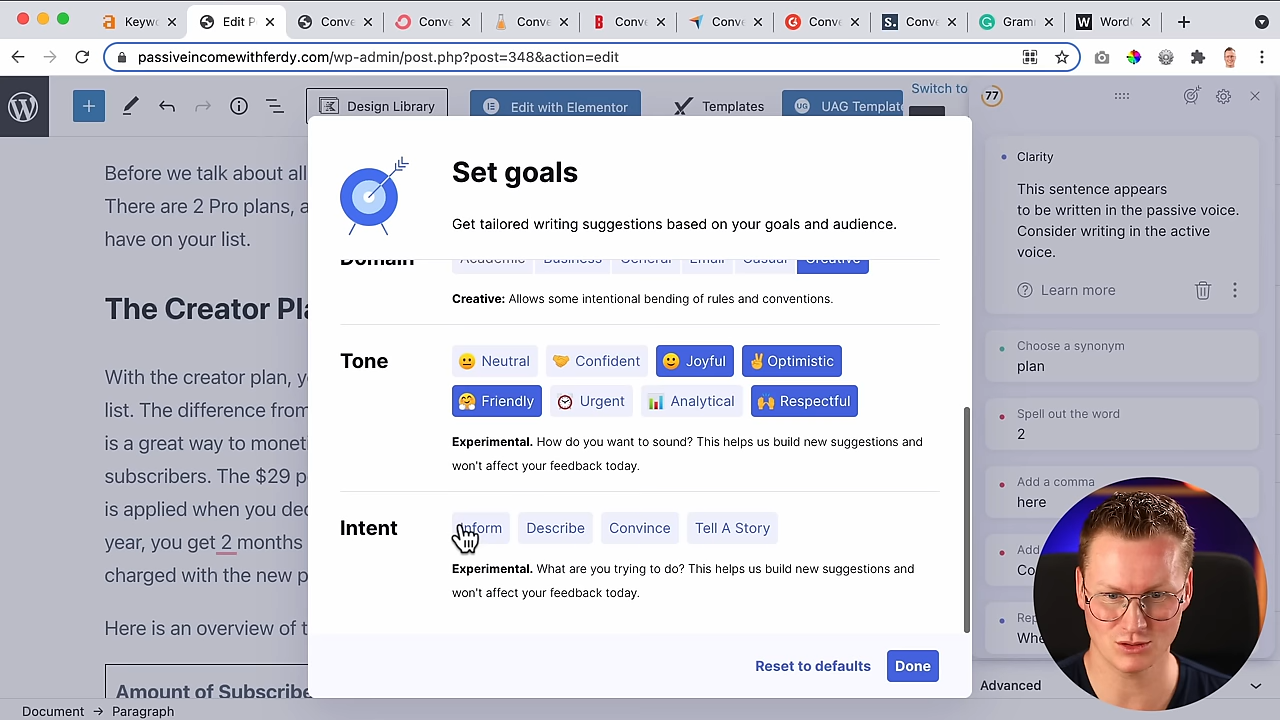 Keyw
Edit P
Conve
Conve
Conve
Conve
Conve
Conve
Conve
Gram
Word
passiveincomewithferdy.com/wp-admin/post.php?post=348&action=edit
Design Library
Edit with Elementor
Templates
UAG Templat
Switch to
77
Before we talk about all
There are 2 Pro plans, a
have on your list.
The Creator Pla
With the creator plan, y
list. The difference from
is a great way to monet
subscribers. The $29 p
is applied when you dec
year, you get 2 months
charged with the new p
Here is an overview of t
Amount of Subscribe
Document → Paragraph
Set goals
Get tailored writing suggestions based on your goals and audience.
Domain
Academic Business General Email Casual Creative
Creative: Allows some intentional bending of rules and conventions.
Tone
Neutral Confident Joyful Optimistic
Friendly Urgent Analytical Respectful
Experimental. How do you want to sound? This helps us build new suggestions and
won't affect your feedback today.
Intent
Inform Describe Convince Tell A Story
Experimental. What are you trying to do? This helps us build new suggestions and
won't affect your feedback today.
Reset to defaults Done
Clarity
This sentence appears
to be written in the passive voice.
Consider writing in the active
voice.
Learn more
Choose a synonym
plan
Spell out the word
2
Add a comma
here
Add
Co
Rep
Whe
Advanced